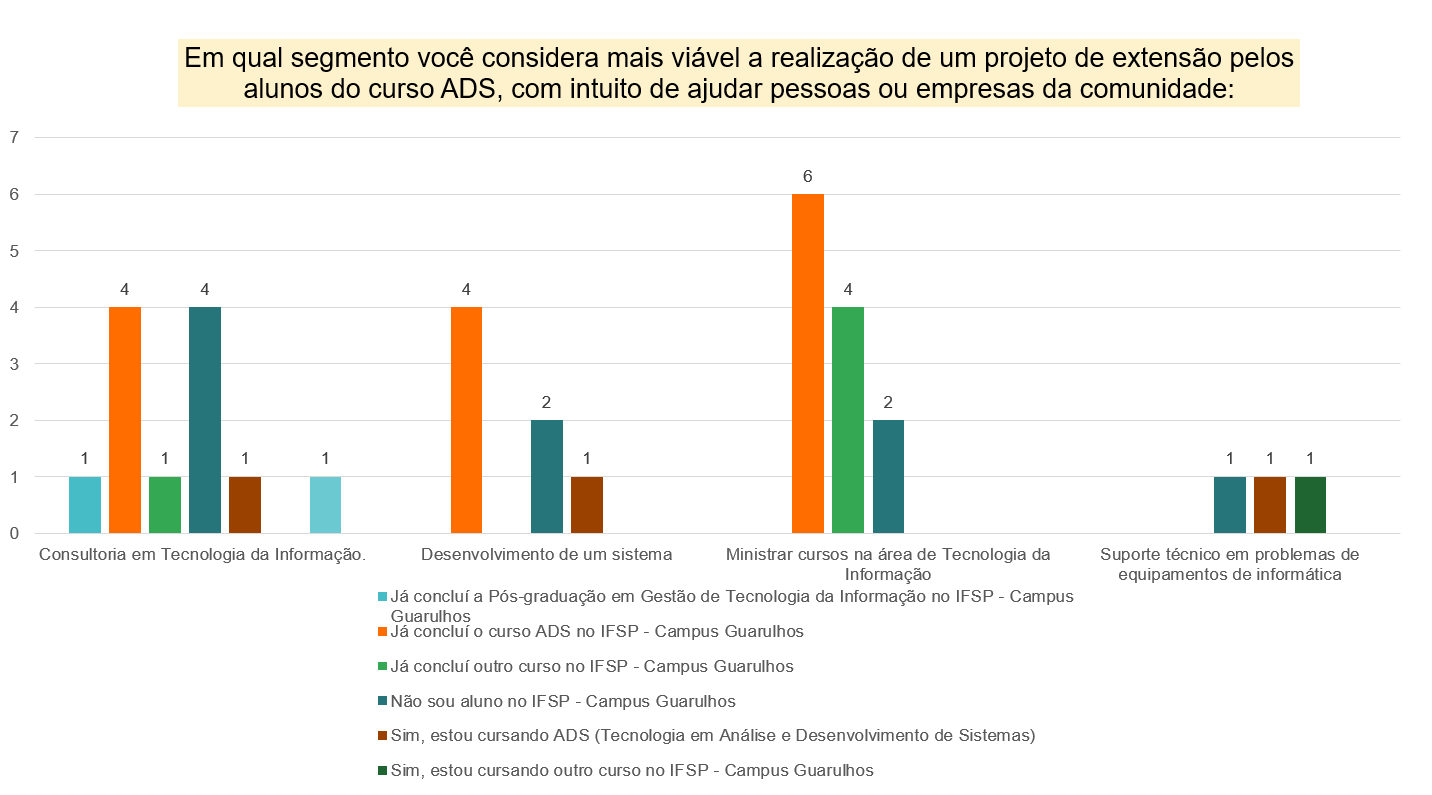 Em qual segmento você considera mais viável a realização de um projeto de extensão pelos
alunos do curso ADS, com intuito de ajudar pessoas ou empresas da comunidade:
7
6
5
4
3
2
1
0
1
4
1
4
1
1
4
2
1
6
4
2
1
1
1
Consultoria em Tecnologia da Informação.
Desenvolvimento de um sistema
Ministrar cursos na área de Tecnologia da
Informação
Suporte técnico em problemas de
equipamentos de informática
Já concluí a Pós-graduação em Gestão de Tecnologia da Informação no IFSP - Campus
Guarulhos
Já concluí o curso ADS no IFSP - Campus Guarulhos
Já concluí outro curso no IFSP - Campus Guarulhos
Não sou aluno no IFSP - Campus Guarulhos
Sim, estou cursando ADS (Tecnologia em Análise e Desenvolvimento de Sistemas)
Sim, estou cursando outro curso no IFSP - Campus Guarulhos